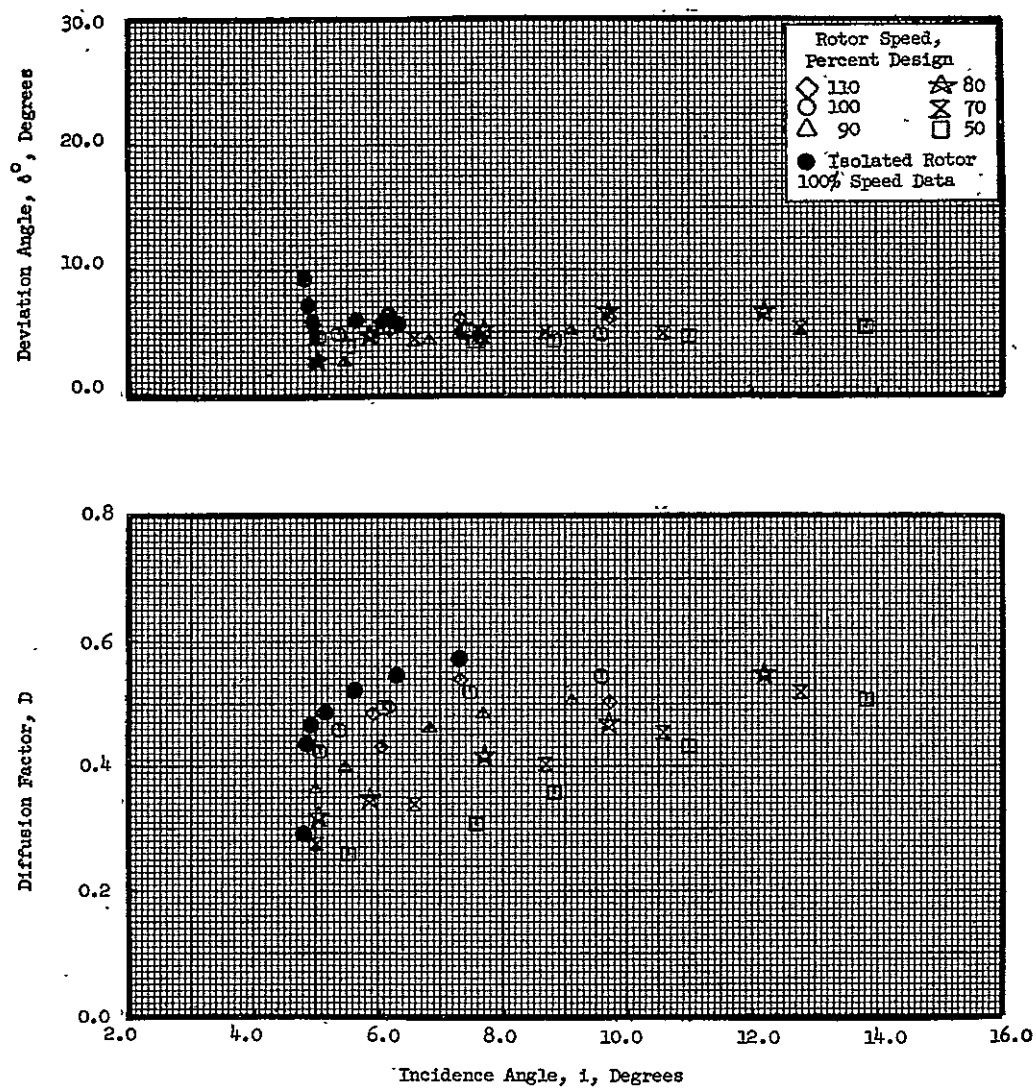 30.0
20.0
10.0
0.0
Deviation Angle, δ°, Degrees
Rotor Speed,
Percent Design
110
80
100
70
90
50
Isolated Rotor
100% Speed Data
0.8
0.6
0.4
0.2
0.0
Diffusion Factor, D
2.0 4.0 6.0 8.0 10.0 12.0 14.0 16.0
Incidence Angle, i, Degrees